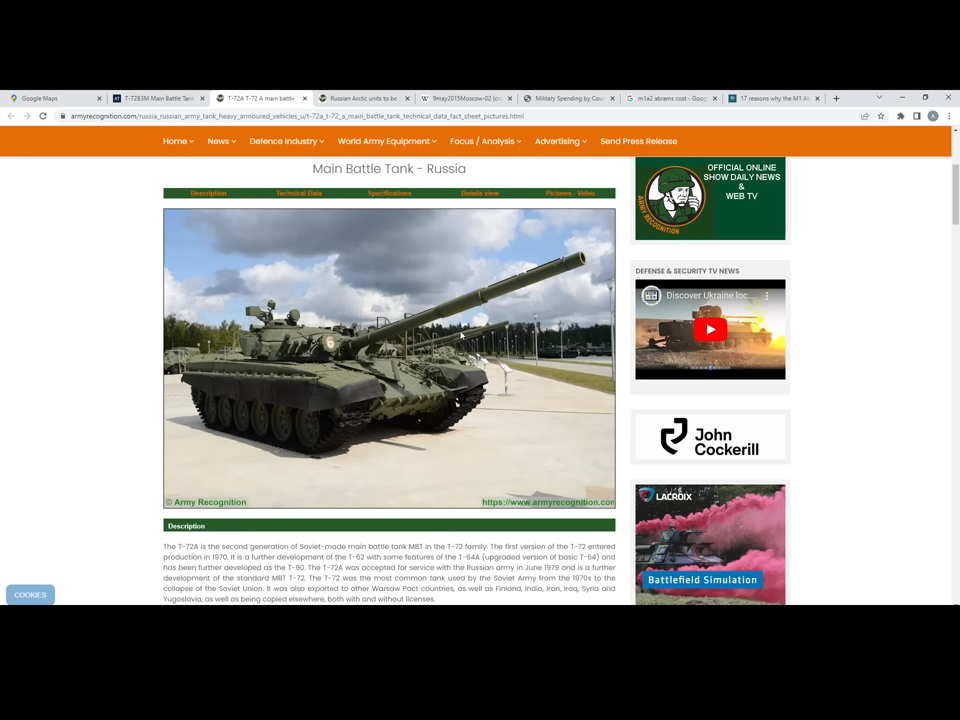 Google Maps
T-72B3M Main Battle Tank
T-72A T-72 A main battle
Russian Arctic units to be
9may2015Moscow-02 (cro
Military Spending by Coun
m1a2 abrams cost - Goog
17 reasons why the M1 Ab
armyrecognition.com/russia_russian_army_tank_heavy_armoured_vehicles_u/t-72a_t-72_a_main_battle_tank_technical_data_fact_sheet_pictures.html
A
Home
News
Defence Industry
World Army Equipment
Focus / Analysis
Advertising
Send Press Release
Main Battle Tank - Russia
Description
Technical Data
Specifications
Details view
Pictures - Video
6
© Army Recognition
https://www.armyrecognition.com
Description
The T-72A is the second generation of Soviet-made main battle tank MBT in the T-72 family. The first version of the T-72 entered
production in 1970. It is a further development of the T-62 with some features of the T-64A (upgraded version of basic T-64) and
has been further developed as the T-90. The T-72A was accepted for service with the Russian army in June 1979 and is a further
development of the standard MBT T-72. The T-72 was the most common tank used by the Soviet Army from the 1970s to the
collapse of the Soviet Union. It was also exported to other Warsaw Pact countries, as well as Finland, India, Iran, Iraq, Syria and
Yugoslavia, as well as being copied elsewhere, both with and without licenses.
COOKIES
ARMY RECOGNITION
OFFICIAL ONLINE
SHOW DAILY NEWS
&
WEB TV
DEFENSE & SECURITY TV NEWS
Discover Ukraine loc...
John
Cockerill
LACROIX
Battlefield Simulation